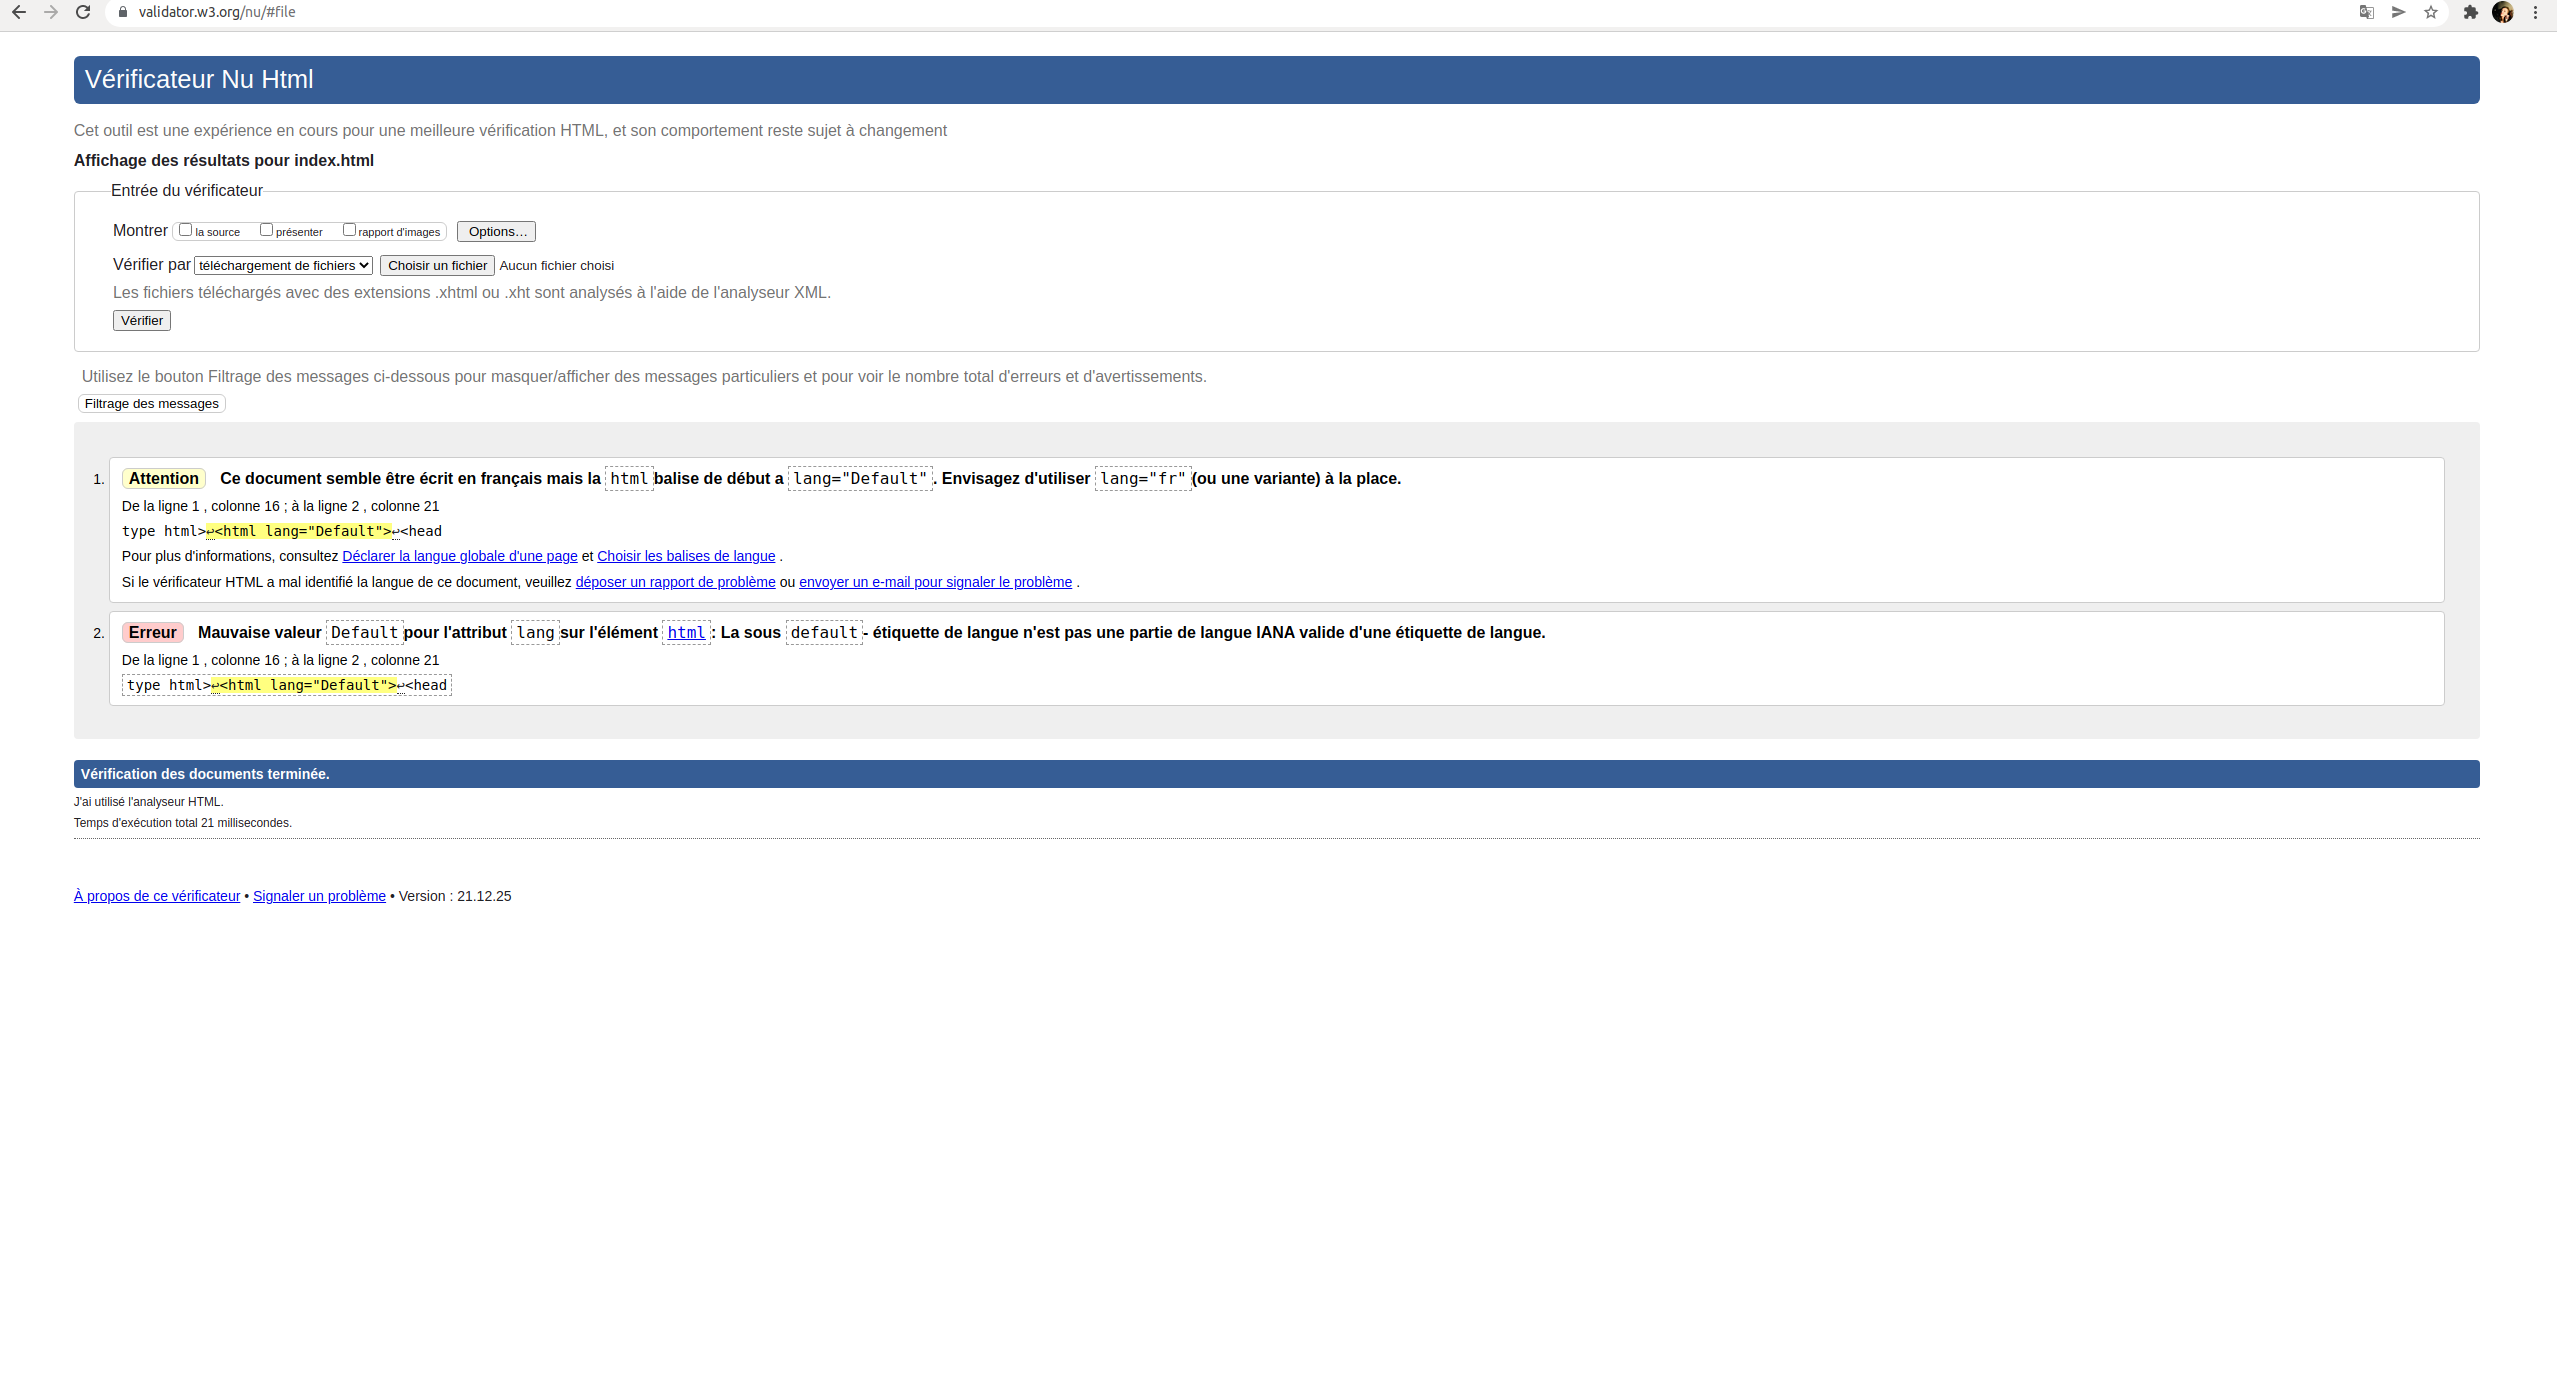 validator.w3.org/nu/#file
Vérificateur Nu Html
Cet outil est une expérience en cours pour une meilleure vérification HTML, et son comportement reste sujet à changement
Affichage des résultats pour index.html
Entrée du vérificateur
Montrer la source présenter rapport d'images Options…
Vérifier par téléchargement de fichiers Choisir un fichier Aucun fichier choisi
Les fichiers téléchargés avec des extensions .xhtml ou .xht sont analysés à l'aide de l'analyseur XML.
Vérifier
Utilisez le bouton Filtrage des messages ci-dessous pour masquer/afficher des messages particuliers et pour voir le nombre total d'erreurs et d'avertissements.
Filtrage des messages
1. Attention Ce document semble être écrit en français mais la html balise de début a lang="Default". Envisagez d'utiliser lang="fr" (ou une variante) à la place.
De la ligne 1 , colonne 16 ; à la ligne 2 , colonne 21
type html>↩<html lang="Default">↩<head
Pour plus d'informations, consultez Déclarer la langue globale d'une page et Choisir les balises de langue .
Si le vérificateur HTML a mal identifié la langue de ce document, veuillez déposer un rapport de problème ou envoyer un e-mail pour signaler le problème .
2. Erreur Mauvaise valeur Default pour l'attribut lang sur l'élément html : La sous default - étiquette de langue n'est pas une partie de langue IANA valide d'une étiquette de langue.
De la ligne 1 , colonne 16 ; à la ligne 2 , colonne 21
type html>↩<html lang="Default">↩<head
Vérification des documents terminée.
J'ai utilisé l'analyseur HTML.
Temps d'exécution total 21 millisecondes.
À propos de ce vérificateur • Signaler un problème • Version : 21.12.25